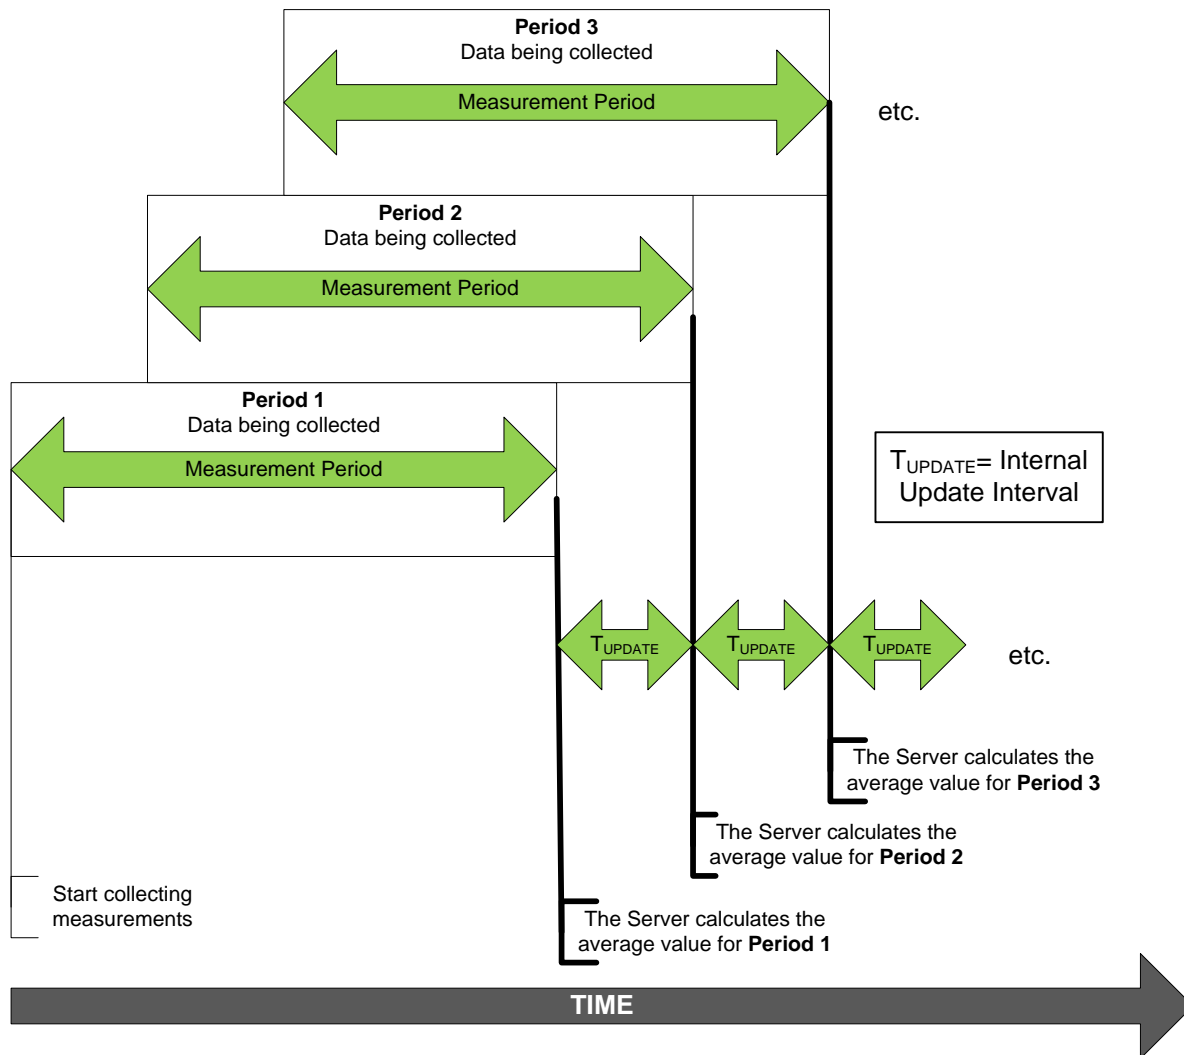 Period 3
Data being collected
Measurement Period
etc.
Period 2
Data being collected
Measurement Period
Period 1
Data being collected
Measurement Period
TUPDATE= Internal
Update Interval
TUPDATE
TUPDATE
TUPDATE
etc.
The Server calculates the
average value for Period 3
The Server calculates the
average value for Period 2
Start collecting
measurements
The Server calculates the
average value for Period 1
TIME